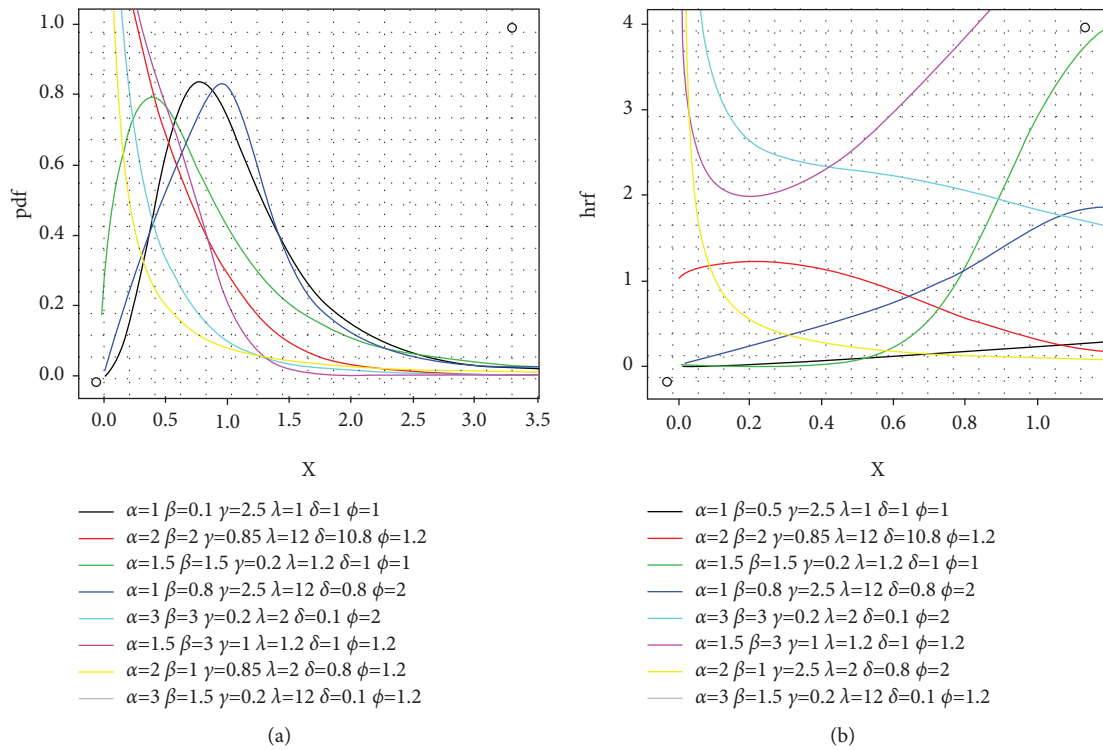 1.0
0.8
0.6
0.4
0.2
0.0
pdf
0.0 0.5 1.0 1.5 2.0 2.5 3.0 3.5
X
α=1 β=0.1 γ=2.5 λ=1 δ=1 ϕ=1
α=2 β=2 γ=0.85 λ=12 δ=10.8 ϕ=1.2
α=1.5 β=1.5 γ=0.2 λ=1.2 δ=1 ϕ=1
α=1 β=0.8 γ=2.5 λ=12 δ=0.8 ϕ=2
α=3 β=3 γ=0.2 λ=2 δ=0.1 ϕ=2
α=1.5 β=3 γ=1 λ=1.2 δ=1 ϕ=1.2
α=2 β=1 γ=0.85 λ=2 δ=0.8 ϕ=1.2
α=3 β=1.5 γ=0.2 λ=12 δ=0.1 ϕ=1.2
(a)
4
3
2
1
0
hrf
0.0 0.2 0.4 0.6 0.8 1.0
X
α=1 β=0.5 γ=2.5 λ=1 δ=1 ϕ=1
α=2 β=2 γ=0.85 λ=12 δ=10.8 ϕ=1.2
α=1.5 β=1.5 γ=0.2 λ=1.2 δ=1 ϕ=1
α=1 β=0.8 γ=2.5 λ=12 δ=0.8 ϕ=2
α=3 β=3 γ=0.2 λ=2 δ=0.1 ϕ=2
α=1.5 β=3 γ=1 λ=1.2 δ=1 ϕ=1.2
α=2 β=1 γ=2.5 λ=2 δ=0.8 ϕ=2
α=3 β=1.5 γ=0.2 λ=12 δ=0.1 ϕ=1.2
(b)